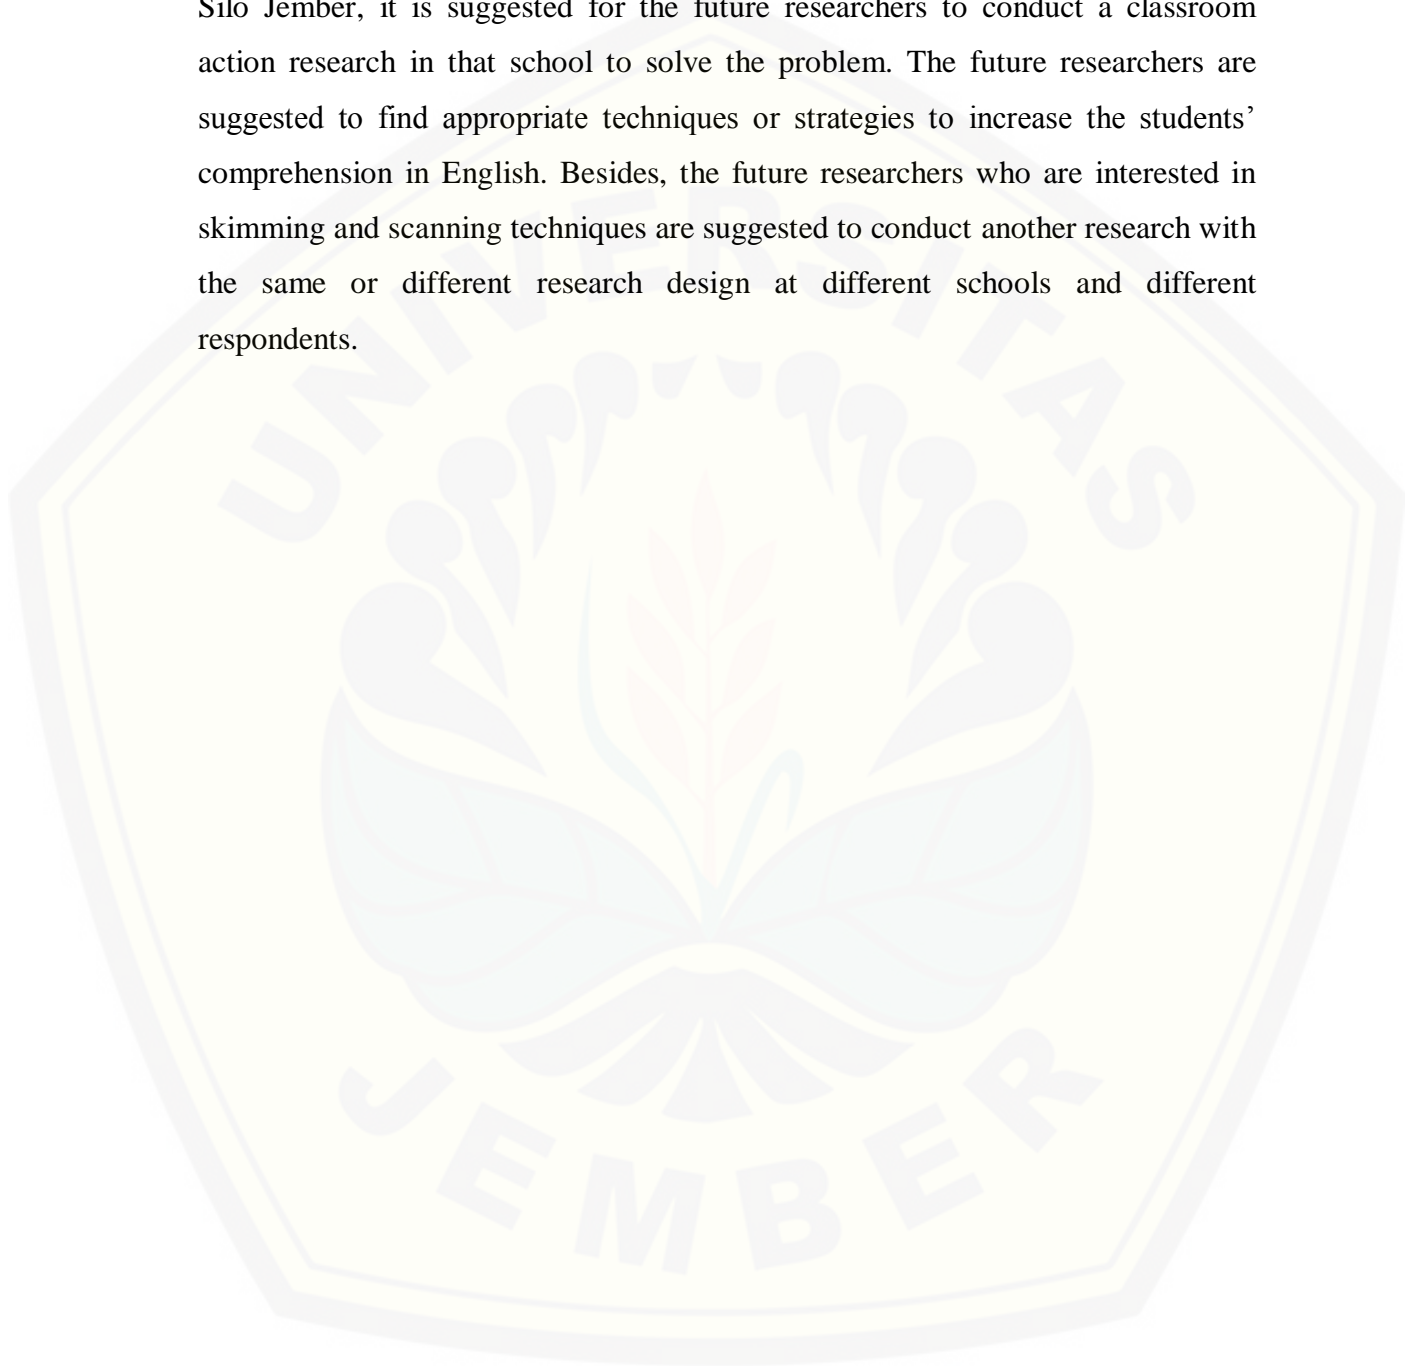 Silo Jember, it is suggested for the future researchers to conduct a classroom
action research in that school to solve the problem. The future researchers are
suggested to find appropriate techniques or strategies to increase the students’
comprehension in English. Besides, the future researchers who are interested in
skimming and scanning techniques are suggested to conduct another research with
the same or different research design at different schools and different
respondents.
UNIVERSITAS
JEMBER